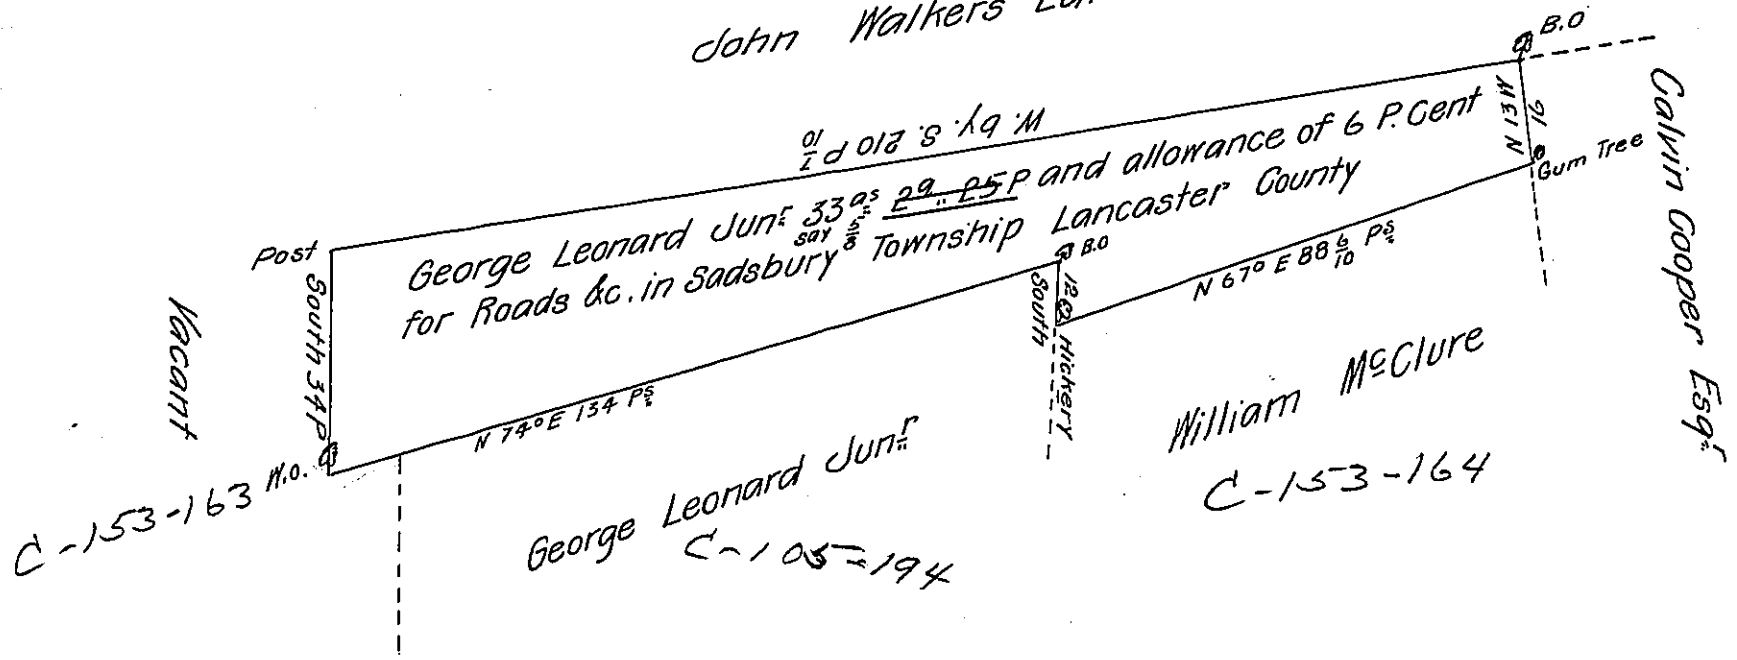 John Walkers
B.O
Calvin Cooper Esqr
W. by. S. 210 P 7/10
16
N 13 W
Gum Tree
Post
George Leonard Junr 33as 29 „ 25 P and allowance of 6 P. Cent
say 5/8
for Roads &c. in Sadsbury Township Lancaster County
B.O
12
South
Hickery
N 67° E 88 6/10 Ps
Vacant
South 34 P
N 74° E 134 Ps
W.O.
William McClure
C-153-164
C-153-163
George Leonard Junr
C-105-194